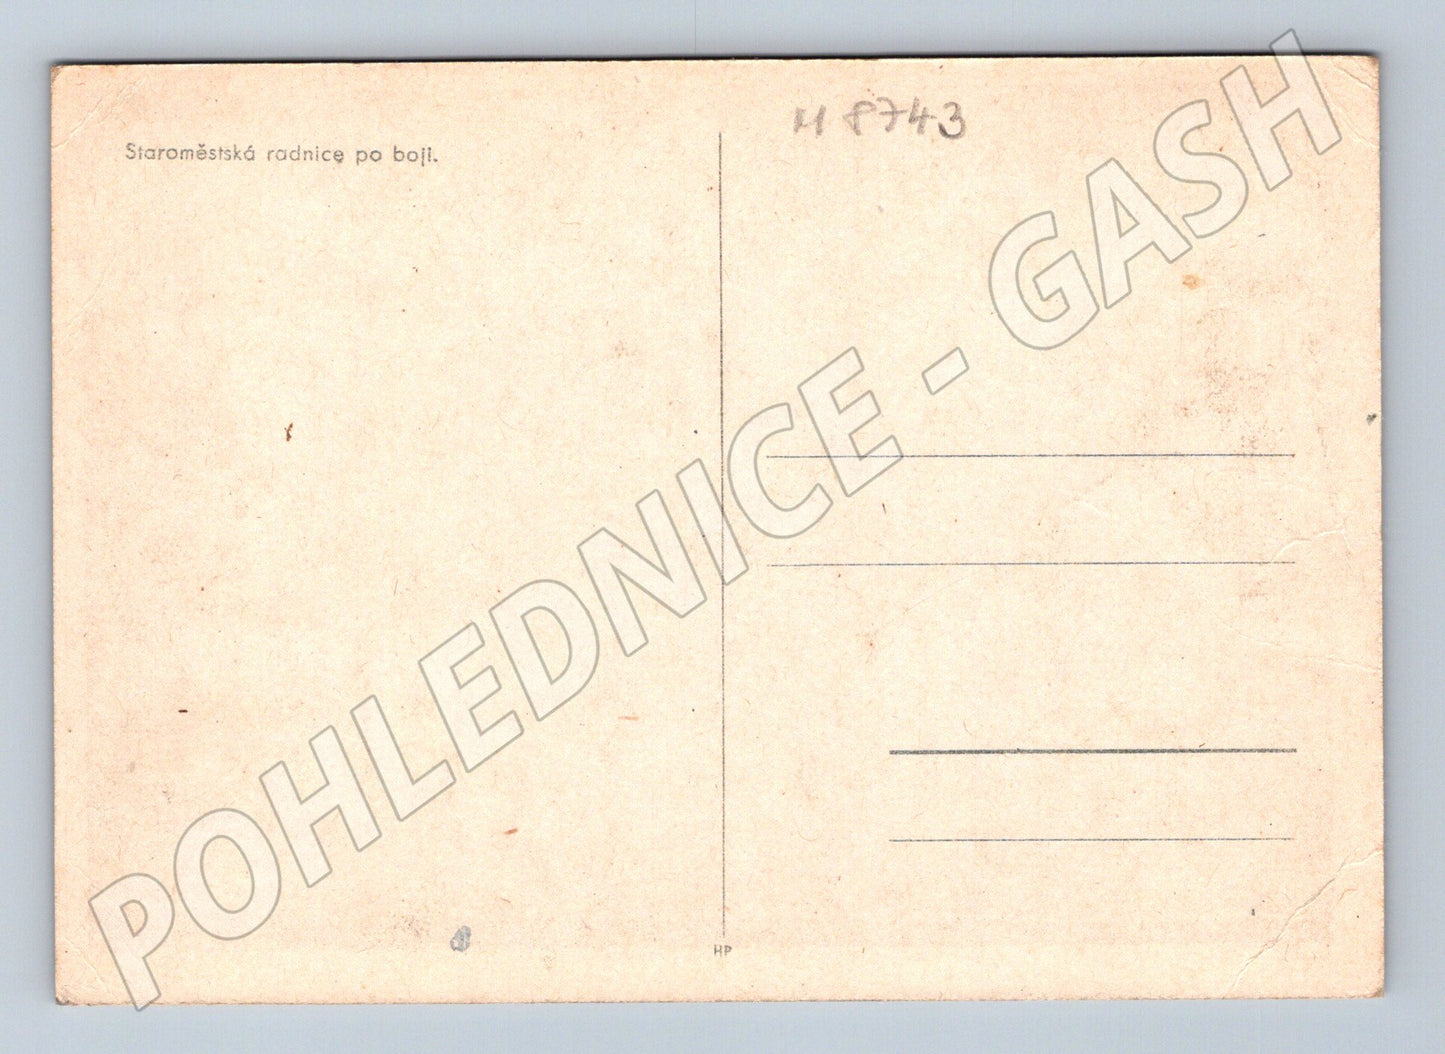 M 8743
Staroměstská radnice po boji.
POHLEDNICE - GASH
HP